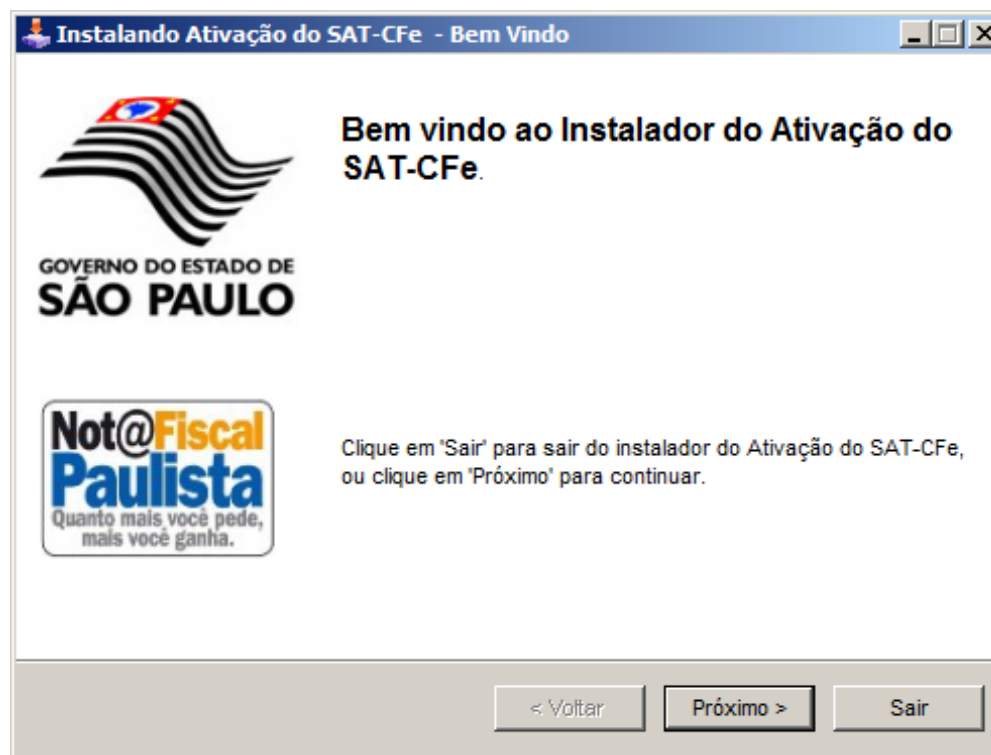 Instalando Ativação do SAT-CFe - Bem Vindo
Bem vindo ao Instalador do Ativação do
SAT-CFe.
GOVERNO DO ESTADO DE
SÃO PAULO
Not@Fiscal
Paulista
Quanto mais você pede,
mais você ganha.
Clique em 'Sair' para sair do instalador do Ativação do SAT-CFe,
ou clique em 'Próximo' para continuar.
< Voltar
Próximo >
Sair